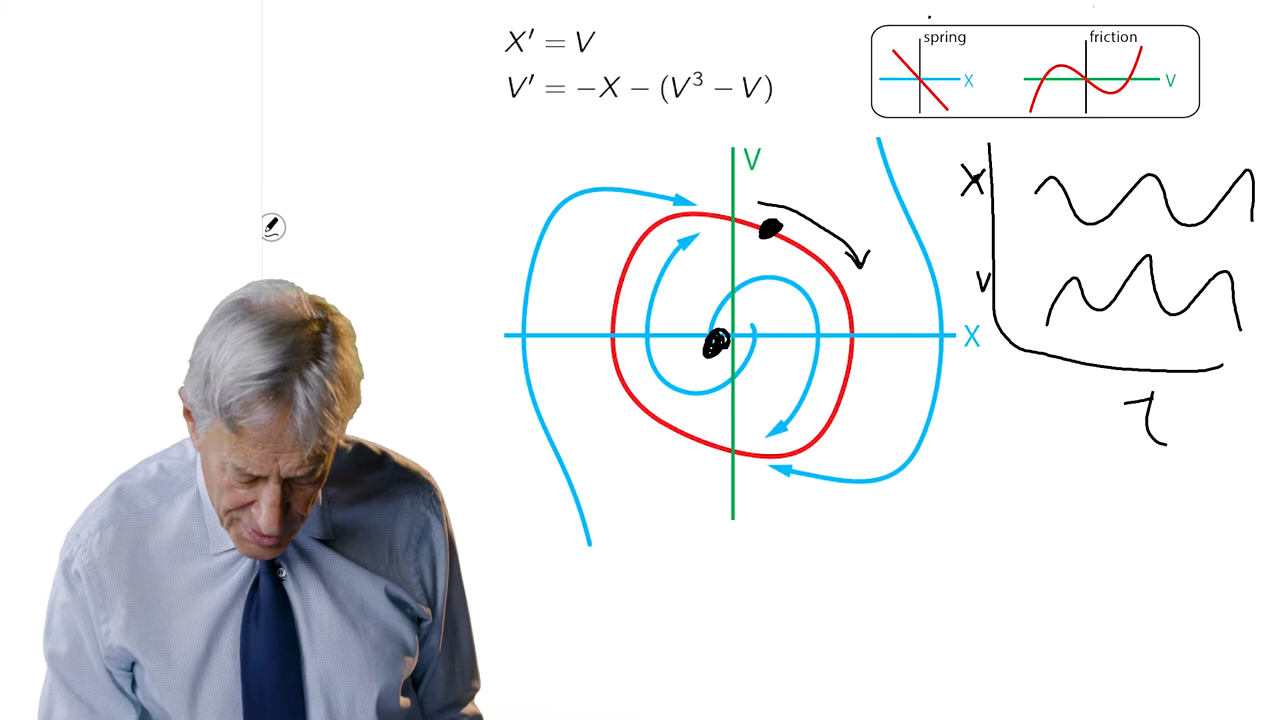 X′ = V
V′ = −X − (V³ − V)
spring
friction
X
V
V
X
X
V